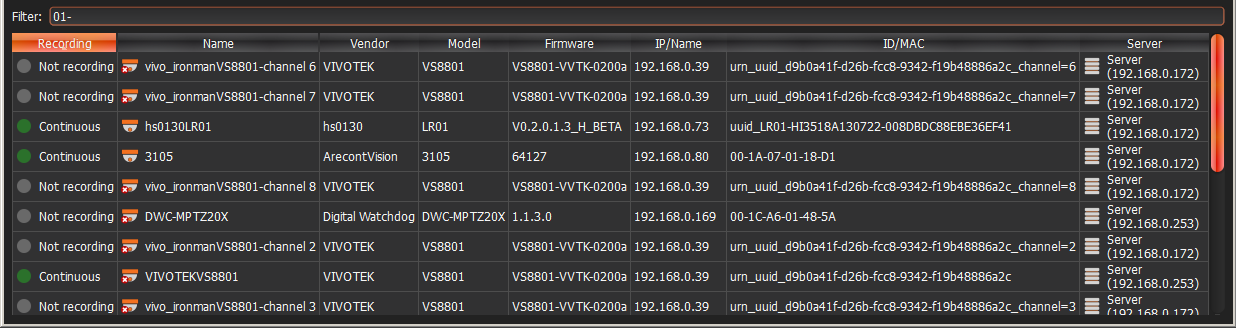 Filter: 01-
Recording Name Vendor Model Firmware IP/Name ID/MAC Server
Not recording vivo_ironmanVS8801-channel 6 VIVOTEK VS8801 VS8801-VVTK-0200a 192.168.0.39 urn_uuid_d9b0a41f-d26b-fcc8-9342-f19b48886a2c_channel=6 Server
(192.168.0.172)
Not recording vivo_ironmanVS8801-channel 7 VIVOTEK VS8801 VS8801-VVTK-0200a 192.168.0.39 urn_uuid_d9b0a41f-d26b-fcc8-9342-f19b48886a2c_channel=7 Server
(192.168.0.172)
Continuous hs0130LR01 hs0130 LR01 V0.2.0.1.3_H_BETA 192.168.0.73 uuid_LR01-HI3518A130722-008DBDC88EBE36EF41 Server
(192.168.0.172)
Continuous 3105 ArecontVision 3105 64127 192.168.0.80 00-1A-07-01-18-D1 Server
(192.168.0.172)
Not recording vivo_ironmanVS8801-channel 8 VIVOTEK VS8801 VS8801-VVTK-0200a 192.168.0.39 urn_uuid_d9b0a41f-d26b-fcc8-9342-f19b48886a2c_channel=8 Server
(192.168.0.172)
Not recording DWC-MPTZ20X Digital Watchdog DWC-MPTZ20X 1.1.3.0 192.168.0.169 00-1C-A6-01-48-5A Server
(192.168.0.253)
Not recording vivo_ironmanVS8801-channel 2 VIVOTEK VS8801 VS8801-VVTK-0200a 192.168.0.39 urn_uuid_d9b0a41f-d26b-fcc8-9342-f19b48886a2c_channel=2 Server
(192.168.0.172)
Continuous VIVOTEKVS8801 VIVOTEK VS8801 VS8801-VVTK-0200a 192.168.0.39 urn_uuid_d9b0a41f-d26b-fcc8-9342-f19b48886a2c Server
(192.168.0.253)
Not recording vivo_ironmanVS8801-channel 3 VIVOTEK VS8801 VS8801-VVTK-0200a 192.168.0.39 urn_uuid_d9b0a41f-d26b-fcc8-9342-f19b48886a2c_channel=3 Server
(192.168.0.172)